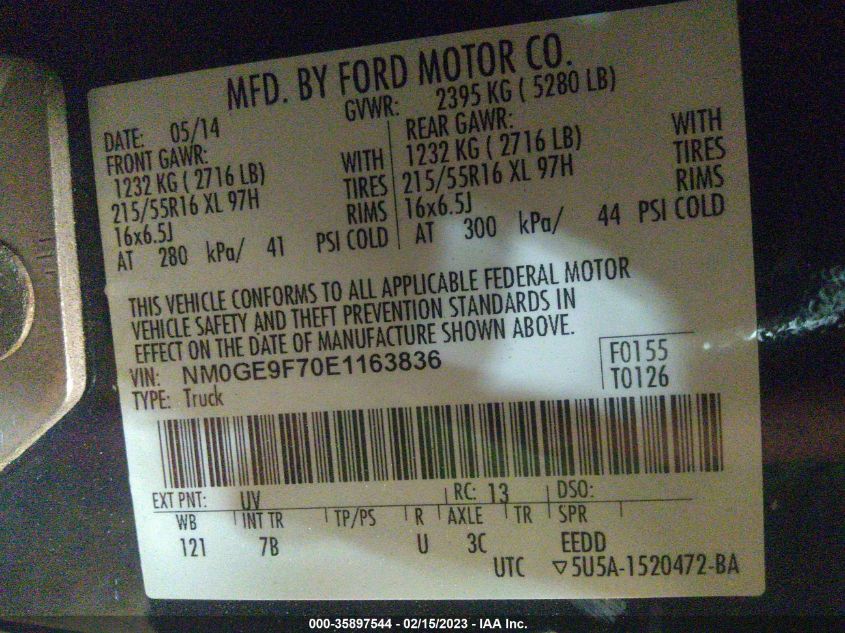 MFD. BY FORD MOTOR CO.
DATE: 05/14 GVWR: 2395 KG ( 5280 LB)
FRONT GAWR: REAR GAWR:
1232 KG ( 2716 LB) WITH 1232 KG ( 2716 LB) WITH
215/55R16 XL 97H TIRES 215/55R16 XL 97H TIRES
16x6.5J RIMS 16x6.5J RIMS
AT 280 kPa/ 41 PSI COLD AT 300 kPa/ 44 PSI COLD
THIS VEHICLE CONFORMS TO ALL APPLICABLE FEDERAL MOTOR
VEHICLE SAFETY AND THEFT PREVENTION STANDARDS IN
EFFECT ON THE DATE OF MANUFACTURE SHOWN ABOVE.
VIN: NM0GE9F70E1163836 F0155
TYPE: Truck T0126
EXT PNT: UV RC: 13 DSO:
WB INT TR TP/PS R AXLE TR SPR
121 7B U 3C EEDD
UTC ▽5U5A-1520472-BA
000-35897544 - 02/15/2023 - IAA Inc.